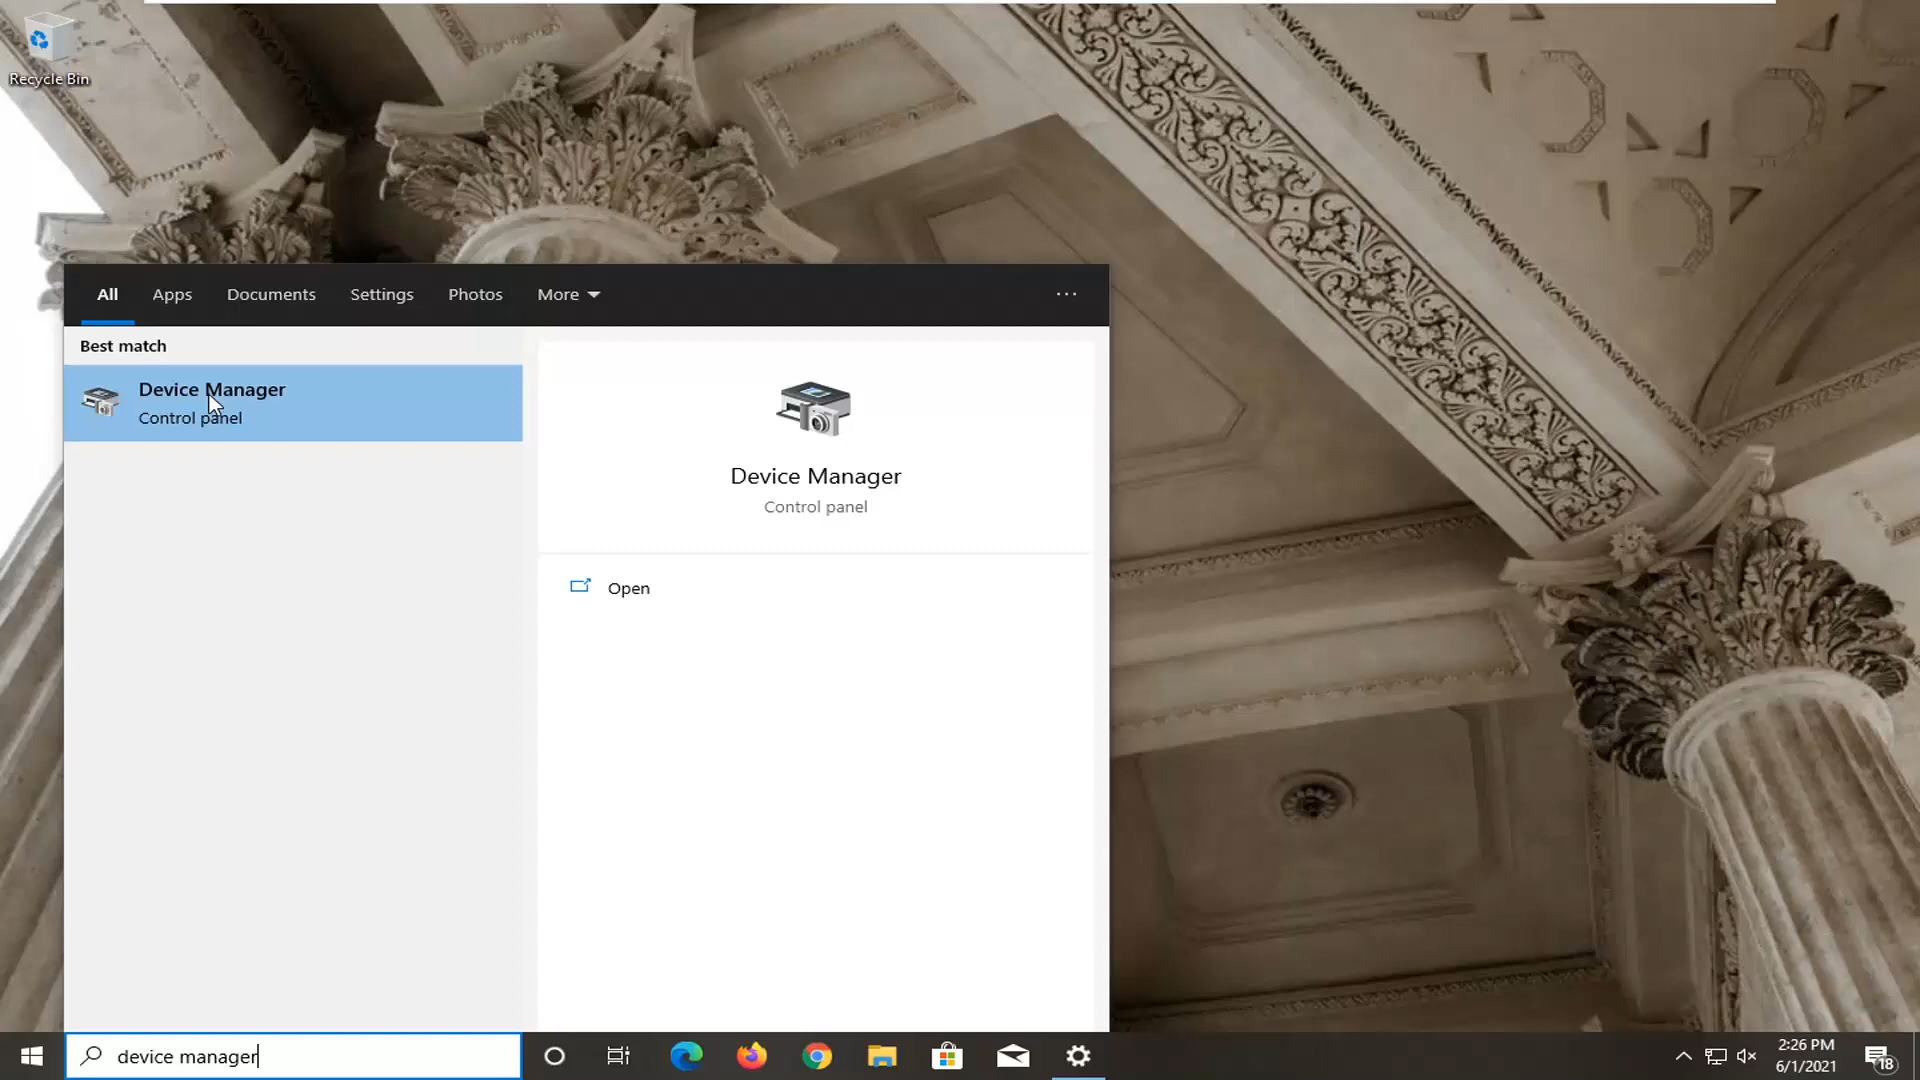 Recycle Bin
All Apps Documents Settings Photos More ...
Best match
Device Manager
Control panel
Device Manager
Control panel
Open
device manager
2:26 PM
6/1/2021
18